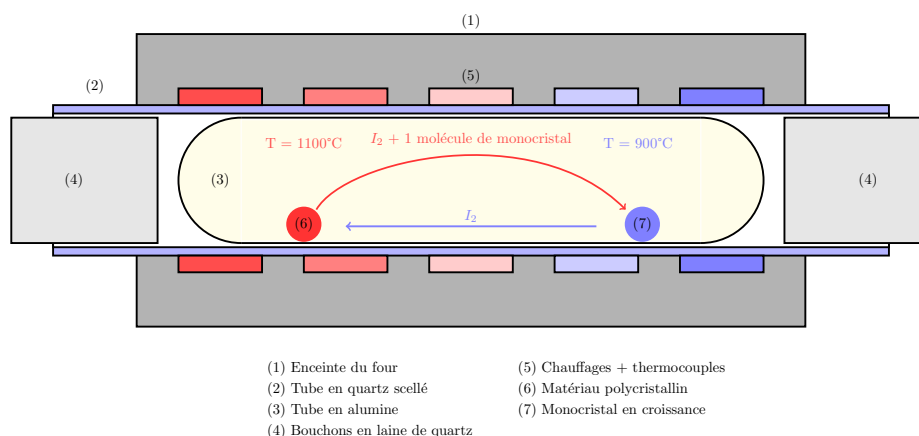 (1)
(5)
(2)
T = 1100°C
I₂ + 1 molécule de monocristal
T = 900°C
(4)
(3)
(4)
I₂
(6)
(7)
(1) Enceinte du four
(2) Tube en quartz scellé
(3) Tube en alumine
(4) Bouchons en laine de quartz
(5) Chauffages + thermocouples
(6) Matériau polycristallin
(7) Monocristal en croissance